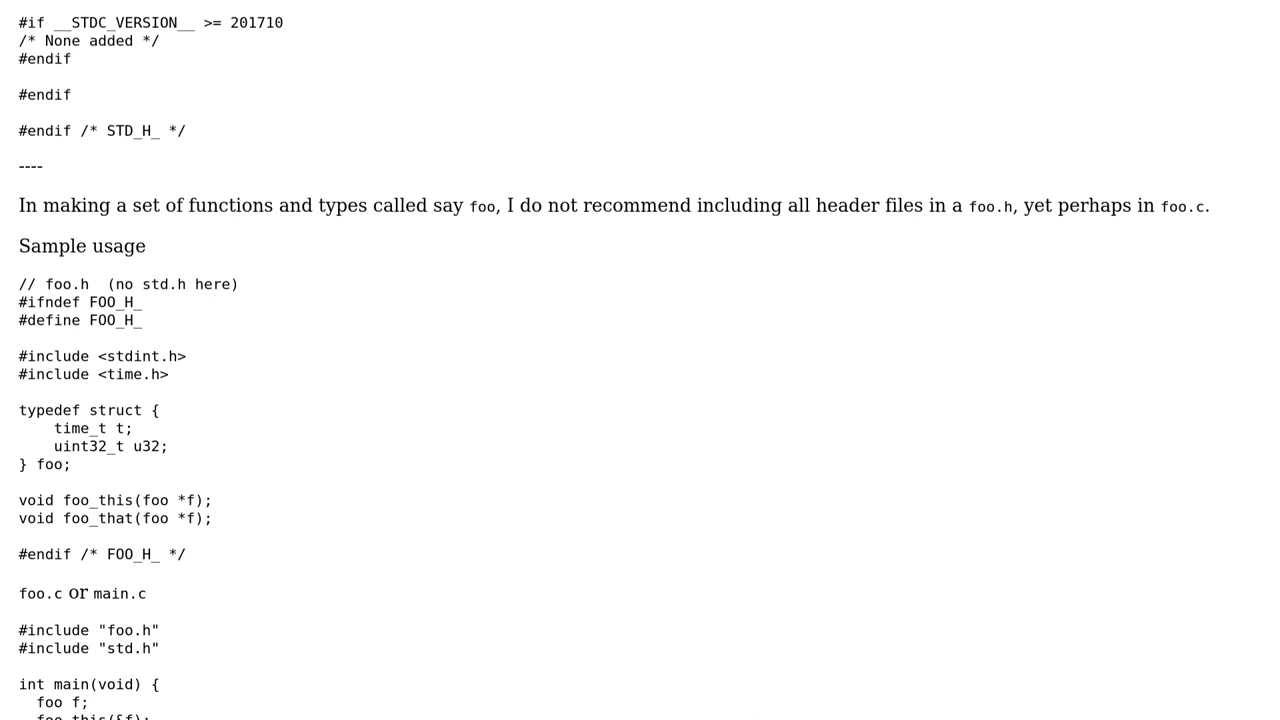 #if __STDC_VERSION__ >= 201710
/* None added */
#endif
#endif
#endif /* STD_H_ */
----
In making a set of functions and types called say foo, I do not recommend including all header files in a foo.h, yet perhaps in foo.c.
Sample usage
// foo.h  (no std.h here)
#ifndef FOO_H_
#define FOO_H_
#include <stdint.h>
#include <time.h>
typedef struct {
    time_t t;
    uint32_t u32;
} foo;
void foo_this(foo *f);
void foo_that(foo *f);
#endif /* FOO_H_ */
foo.c or main.c
#include "foo.h"
#include "std.h"
int main(void) {
  foo f;
  foo_this(&f);